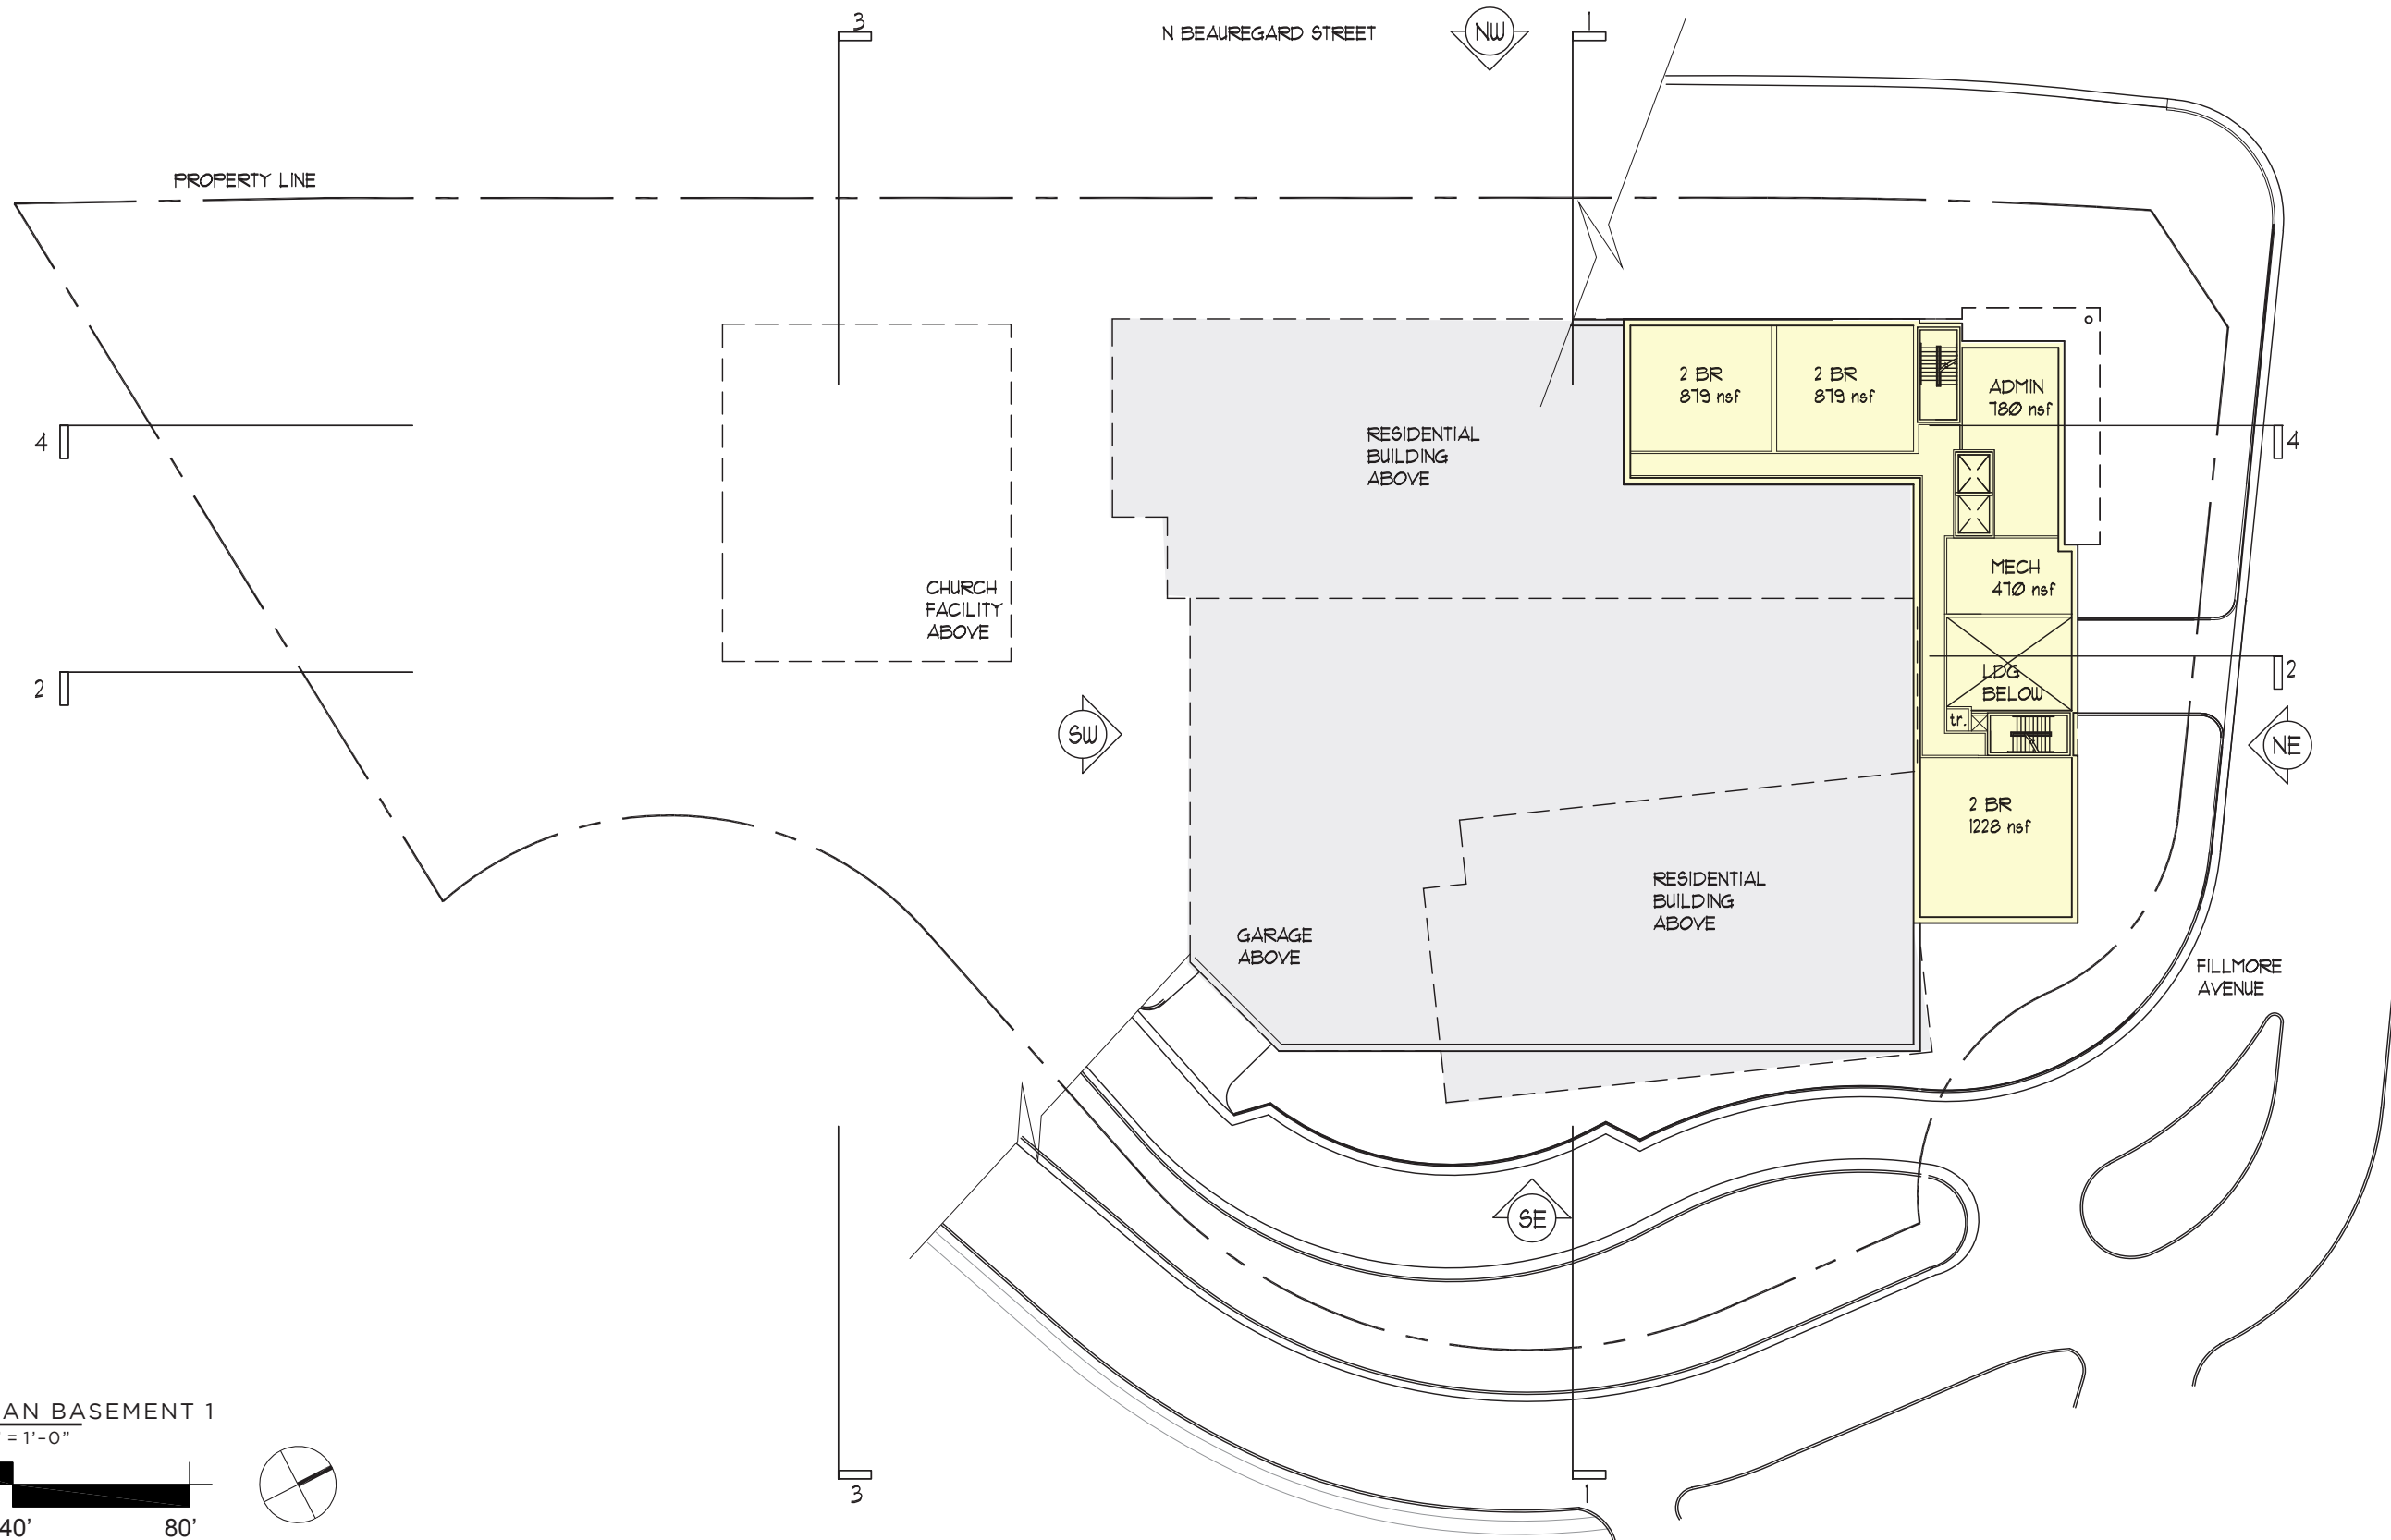 3
N BEAUREGARD STREET
NW
1
PROPERTY LINE
2 BR
879 nsf
2 BR
879 nsf
ADMIN
780 nsf
4
RESIDENTIAL
BUILDING
ABOVE
4
CHURCH
FACILITY
ABOVE
MECH
470 nsf
2
LDG
BELOW
2
tr.
SW
NE
2 BR
1228 nsf
RESIDENTIAL
BUILDING
ABOVE
GARAGE
ABOVE
FILLMORE
AVENUE
SE
AN BASEMENT 1
" = 1'-0"
3
1
40'
80'